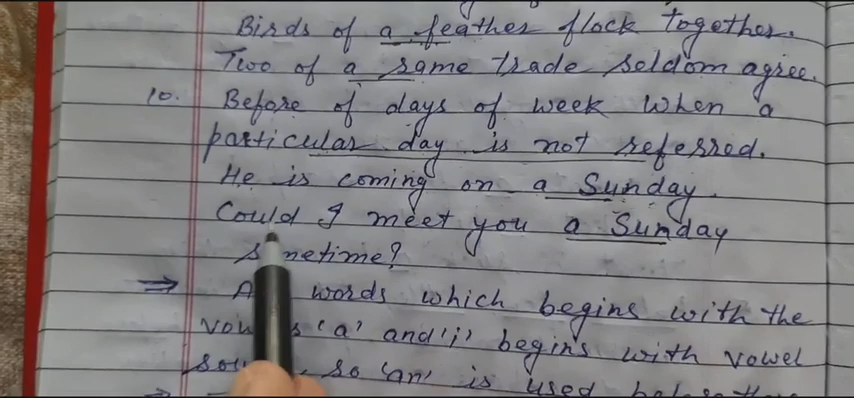 Birds of a feather flock together.
Two of a same trade seldom agree.
10. Before of days of week when a
particular day is not referred.
He is coming on a Sunday.
Could I meet you a Sunday
sometime?
⇒ words which begins with the
'a' and 'i' begins with vowel
so 'an' is used